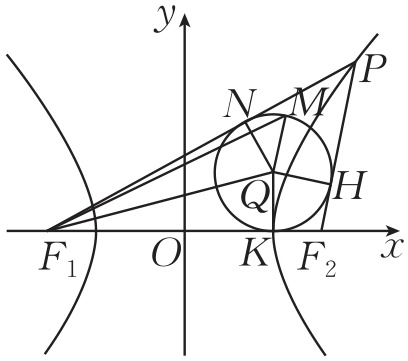 y
P
N M
Q H
F₁ O K F₂ x